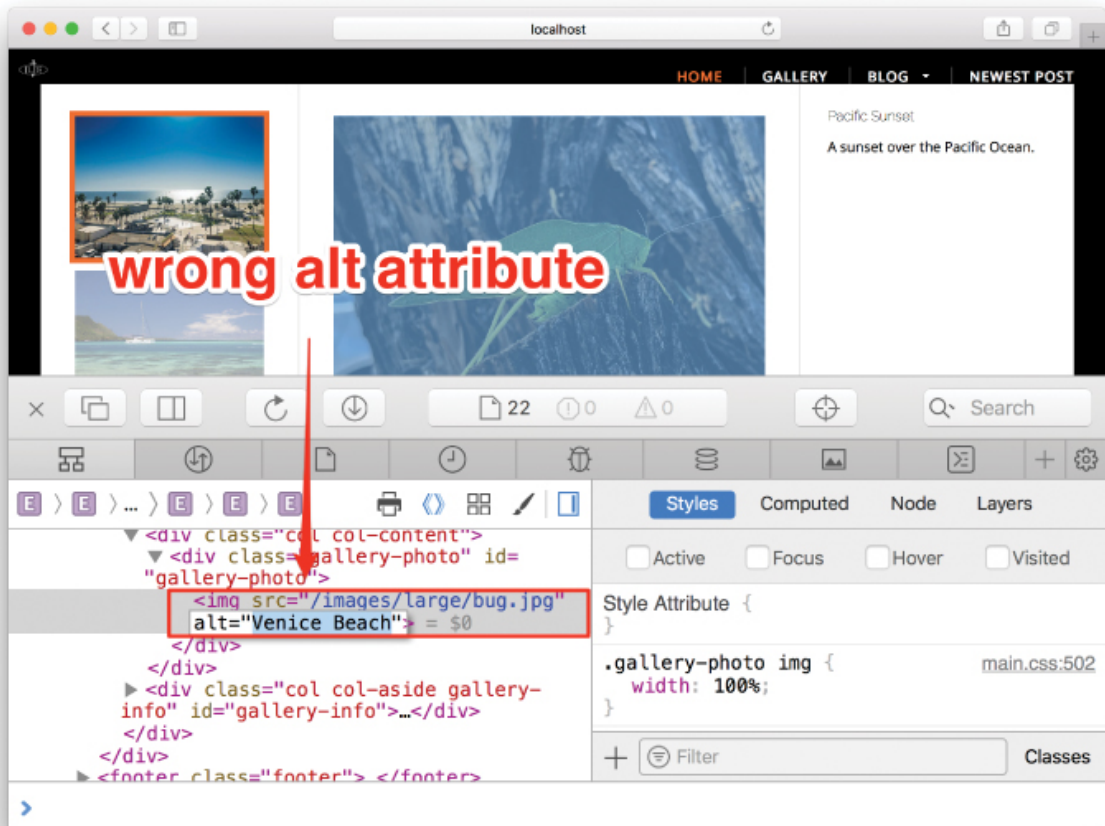 localhost
HOME
GALLERY
BLOG
NEWEST POST
Pacific Sunset
A sunset over the Pacific Ocean.
wrong alt attribute
22
0
0
Search
E
E
...
E
E
E
<div class="col col-content">
<div class="gallery-photo" id=
"gallery-photo">
<img src="/images/large/bug.jpg"
alt="Venice Beach"> = $0
</div>
</div>
<div class="col col-aside gallery-
info" id="gallery-info">…</div>
</div>
</div>
<footer class="footer"> </footer>
Styles
Computed
Node
Layers
Active
Focus
Hover
Visited
Style Attribute {
}
.gallery-photo img {
main.css:502
width: 100%;
}
Filter
Classes